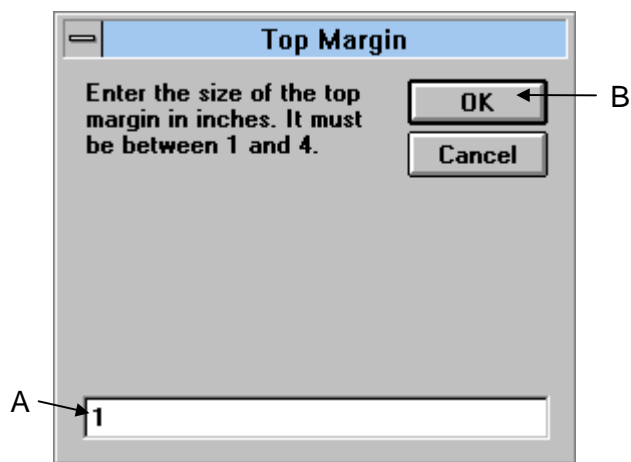 Top Margin
Enter the size of the top
margin in inches. It must
be between 1 and 4.
OK
B
Cancel
A
1